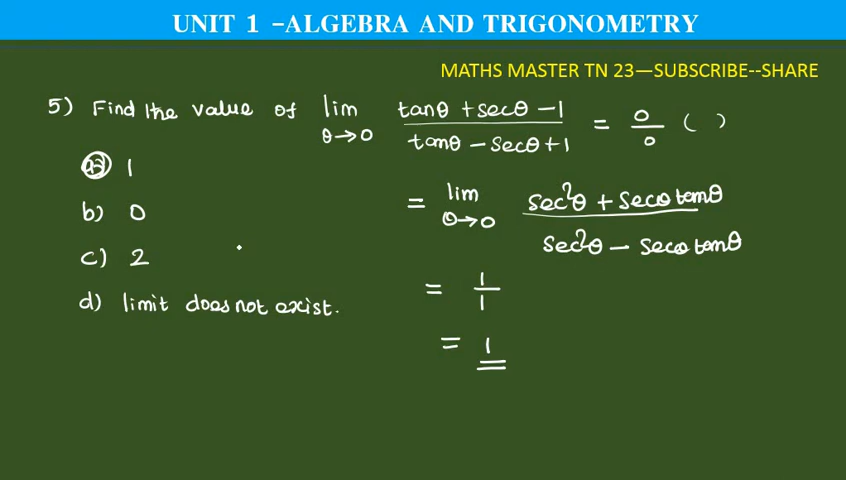 UNIT 1 -ALGEBRA AND TRIGONOMETRY
MATHS MASTER TN 23—SUBSCRIBE--SHARE
5) Find the value of lim θ→0 (tanθ + secθ - 1)/(tanθ - secθ + 1) = 0/0 ( )
a) 1
= lim θ→0 (sec²θ + secθ tanθ)/(sec²θ - secθ tanθ)
b) 0
c) 2
= 1/1
d) limit does not exist.
= 1